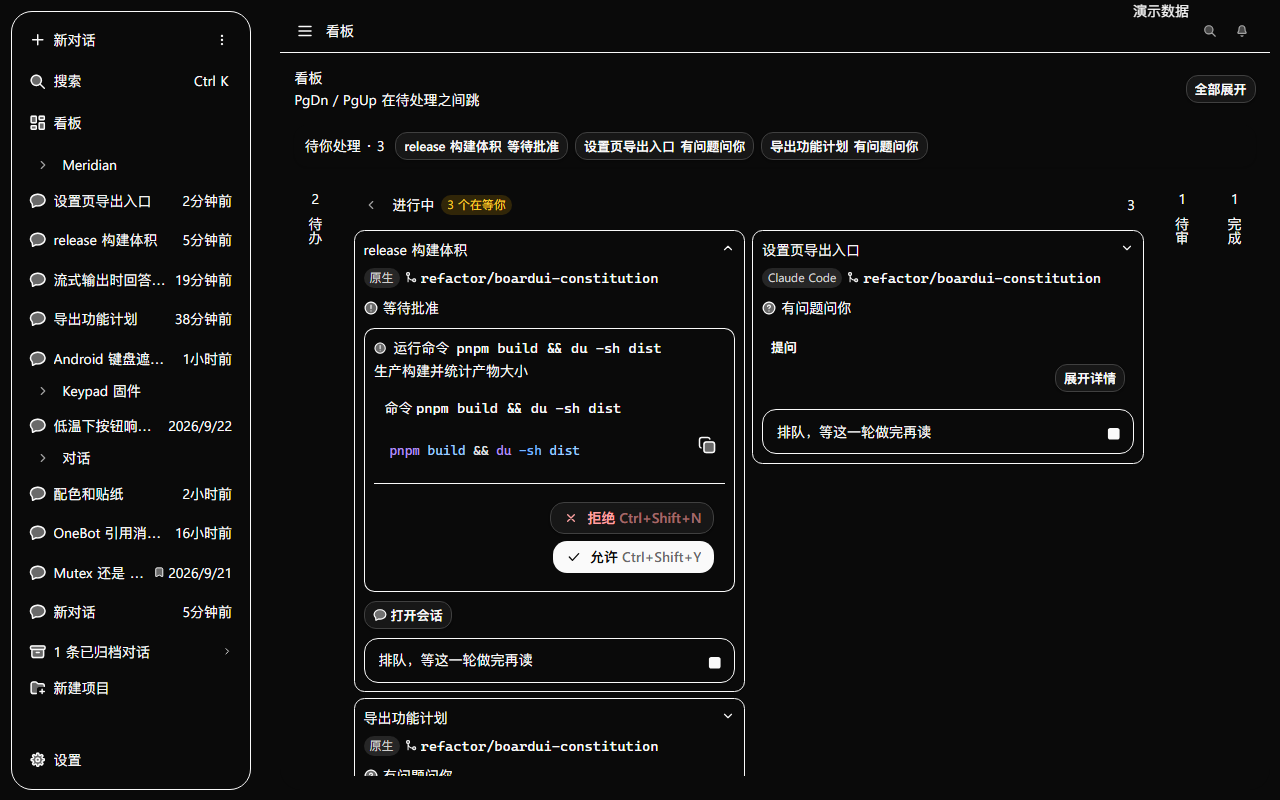 新对话
搜索 Ctrl K
看板
Meridian
设置页导出入口 2分钟前
release 构建体积 5分钟前
流式输出时回答... 19分钟前
导出功能计划 38分钟前
Android 键盘遮... 1小时前
Keypad 固件
低温下按钮响... 2026/9/22
对话
配色和贴纸 2小时前
OneBot 引用消... 16小时前
Mutex 还是 ... 2026/9/21
新对话 5分钟前
1 条已归档对话
新建项目
设置
看板
演示数据
看板
PgDn / PgUp 在待处理之间跳
全部展开
待你处理 · 3
release 构建体积 等待批准
设置页导出入口 有问题问你
导出功能计划 有问题问你
2
待办
进行中 3 个在等你 3
release 构建体积
原生 refactor/boardui-constitution
等待批准
运行命令 pnpm build && du -sh dist
生产构建并统计产物大小
命令 pnpm build && du -sh dist
pnpm build && du -sh dist
拒绝 Ctrl+Shift+N
允许 Ctrl+Shift+Y
打开会话
排队，等这一轮做完再读
导出功能计划
原生 refactor/boardui-constitution
有问题问你
设置页导出入口
Claude Code refactor/boardui-constitution
有问题问你
提问
展开详情
排队，等这一轮做完再读
1
待审
1
完成